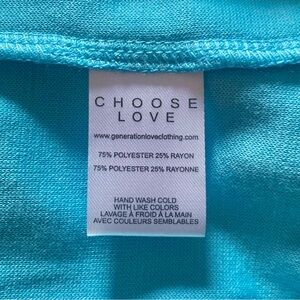 CHOOSE
LOVE
www.generationloveclothing.com
75% POLYESTER 25% RAYON
75% POLYESTER 25% RAYONNE
HAND WASH COLD
WITH LIKE COLORS
LAVAGE À FROID À LA MAIN
AVEC COULEURS SEMBLABLES